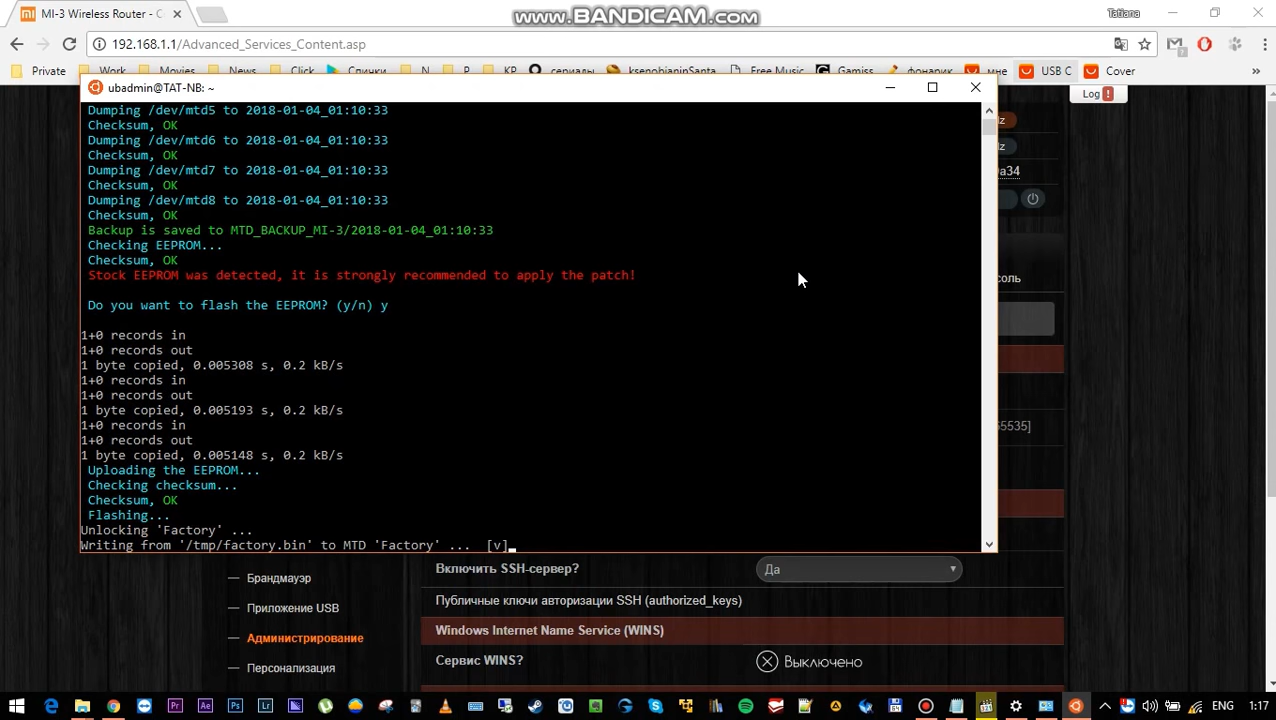 MI-3 Wireless Router - C
www.BANDICAM.com
Tatiana
192.168.1.1/Advanced_Services_Content.asp
Private
Work
Movies
News
Click
Слинки
N
P
KP
сериалы
ksenobianinSanta
Free Music
Gamiss
фонарик
мне
USB C
Cover
»
ubadmin@TAT-NB: ~
Log
Dumping /dev/mtd5 to 2018-01-04_01:10:33
Checksum, OK
Dumping /dev/mtd6 to 2018-01-04_01:10:33
Checksum, OK
Dumping /dev/mtd7 to 2018-01-04_01:10:33
Checksum, OK
Dumping /dev/mtd8 to 2018-01-04_01:10:33
Checksum, OK
Backup is saved to MTD_BACKUP_MI-3/2018-01-04_01:10:33
Checking EEPROM...
Checksum, OK
Stock EEPROM was detected, it is strongly recommended to apply the patch!
Do you want to flash the EEPROM? (y/n) y
1+0 records in
1+0 records out
1 byte copied, 0.005308 s, 0.2 kB/s
1+0 records in
1+0 records out
1 byte copied, 0.005193 s, 0.2 kB/s
1+0 records in
1+0 records out
1 byte copied, 0.005148 s, 0.2 kB/s
Uploading the EEPROM...
Checking checksum...
Checksum, OK
Flashing...
Unlocking 'Factory' ...
Writing from '/tmp/factory.bin' to MTD 'Factory' ... [v]
a34
соль
5535]
Брандмауэр
Приложение USB
Администрирование
Персонализация
Включить SSH-сервер?
Да
Публичные ключи авторизации SSH (authorized_keys)
Windows Internet Name Service (WINS)
Сервис WINS?
Выключено
ENG
1:17